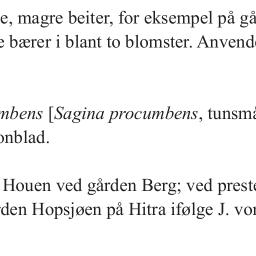 e, magre beiter, for eksempel på gå
e bærer i blant to blomster. Anvend
mbens [Sagina procumbens, tunsm
onblad.
Houen ved gården Berg; ved prest
den Hopsjøen på Hitra ifølge J. vo